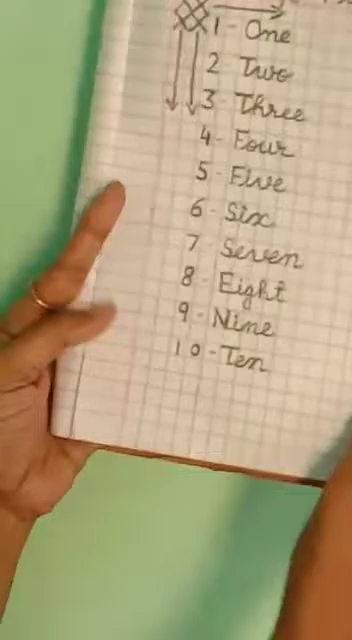 1 - One
2 Two
3 - Three
4 - Four
5 - Five
6 - Six
7 Seven
8 - Eight
9 - Nine
10 - Ten